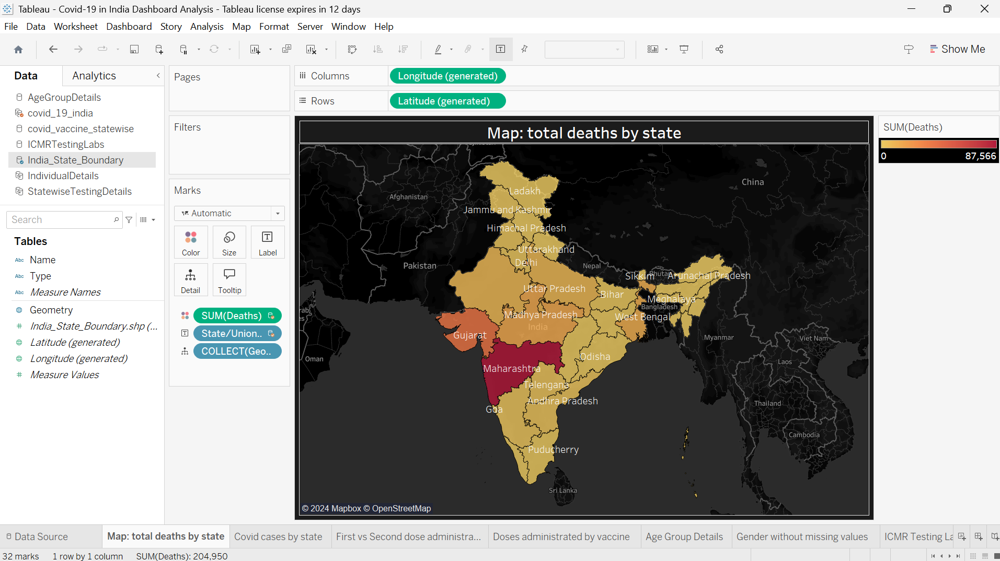 Tableau - Covid-19 in India Dashboard Analysis - Tableau license expires in 12 days
File Data Worksheet Dashboard Story Analysis Map Format Server Window Help
Show Me
Data
Analytics
AgeGroupDetails
covid_19_india
covid_vaccine_statewise
ICMRTestingLabs
India_State_Boundary
IndividualDetails
StatewiseTestingDetails
Search
Tables
Abc Name
Abc Type
Abc Measure Names
Geometry
India_State_Boundary.shp (...
Latitude (generated)
Longitude (generated)
Measure Values
Pages
Filters
Marks
Automatic
Color
Size
Label
Detail
Tooltip
SUM(Deaths)
State/Union..
COLLECT(Geo..
Columns
Longitude (generated)
Rows
Latitude (generated)
Map: total deaths by state
China
Afghanistan
Ladakh
Jammu and Kashmir
Himachal Pradesh
Uttarakhand
Delhi
Pakistan
Nepal
Sikkim
Bhutan
Arunachal Pradesh
Uttar Pradesh
Bihar
Meghalaya
Bangladesh
Madhya Pradesh
West Bengal
India
Gujarat
Myanmar
Viet Nam
Oman
Odisha
Laos
Maharashtra
Telengana
Andhra Pradesh
Thailand
Goa
Cambodia
Puducherry
Sri Lanka
© 2024 Mapbox © OpenStreetMap
SUM(Deaths)
0 87,566
Data Source
Map: total deaths by state
Covid cases by state
First vs Second dose administra...
Doses administrated by vaccine
Age Group Details
Gender without missing values
ICMR Testing La
32 marks 1 row by 1 column SUM(Deaths): 204,950